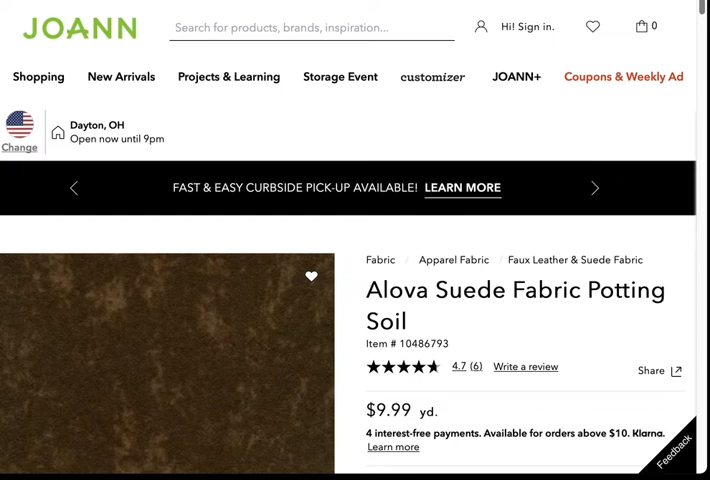 JOANN
Search for products, brands, inspiration...
Hi! Sign in.
0
Shopping
New Arrivals
Projects & Learning
Storage Event
customizer
JOANN+
Coupons & Weekly Ad
Change
Dayton, OH
Open now until 9pm
FAST & EASY CURBSIDE PICK-UP AVAILABLE! LEARN MORE
Fabric / Apparel Fabric / Faux Leather & Suede Fabric
Alova Suede Fabric Potting
Soil
Item # 10486793
4.7 (6) Write a review
Share
$9.99 yd.
4 interest-free payments. Available for orders above $10. Klarna.
Learn more
Feedback